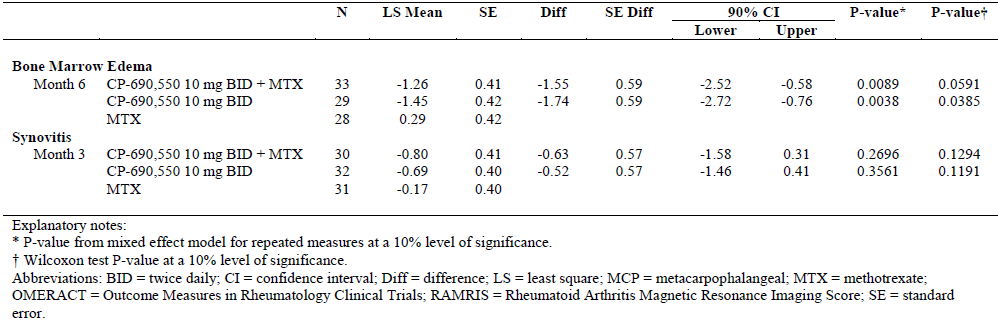 N LS Mean SE Diff SE Diff 90% CI P-value* P-value†
Lower Upper
Bone Marrow Edema
Month 6 CP-690,550 10 mg BID + MTX 33 -1.26 0.41 -1.55 0.59 -2.52 -0.58 0.0089 0.0591
CP-690,550 10 mg BID 29 -1.45 0.42 -1.74 0.59 -2.72 -0.76 0.0038 0.0385
MTX 28 0.29 0.42
Synovitis
Month 3 CP-690,550 10 mg BID + MTX 30 -0.80 0.41 -0.63 0.57 -1.58 0.31 0.2696 0.1294
CP-690,550 10 mg BID 32 -0.69 0.40 -0.52 0.57 -1.46 0.41 0.3561 0.1191
MTX 31 -0.17 0.40
Explanatory notes:
* P-value from mixed effect model for repeated measures at a 10% level of significance.
† Wilcoxon test P-value at a 10% level of significance.
Abbreviations: BID = twice daily; CI = confidence interval; Diff = difference; LS = least square; MCP = metacarpophalangeal; MTX = methotrexate;
OMERACT = Outcome Measures in Rheumatology Clinical Trials; RAMRIS = Rheumatoid Arthritis Magnetic Resonance Imaging Score; SE = standard
error.